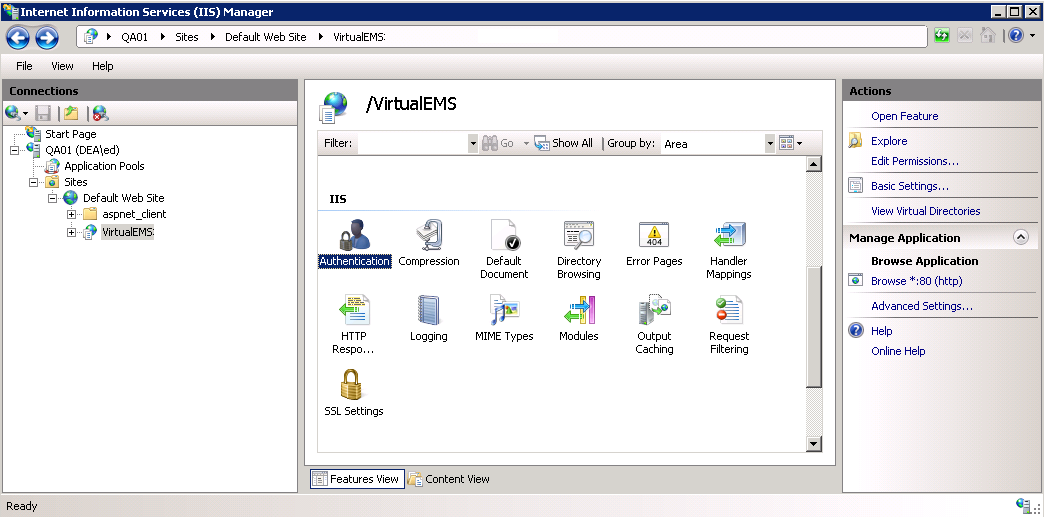 Internet Information Services (IIS) Manager
QA01 Sites Default Web Site VirtualEMS:
File View Help
Connections
Start Page
QA01 (DEA\ed)
Application Pools
Sites
Default Web Site
aspnet_client
VirtualEMS:
/VirtualEMS
Filter: Go Show All Group by: Area
IIS
Authentication Compression Default Document Directory Browsing Error Pages Handler Mappings
404
HTTP Respo... Logging MIME Types Modules Output Caching Request Filtering
SSL Settings
Features View Content View
Actions
Open Feature
Explore
Edit Permissions...
Basic Settings...
View Virtual Directories
Manage Application
Browse Application
Browse *:80 (http)
Advanced Settings...
Help
Online Help
Ready